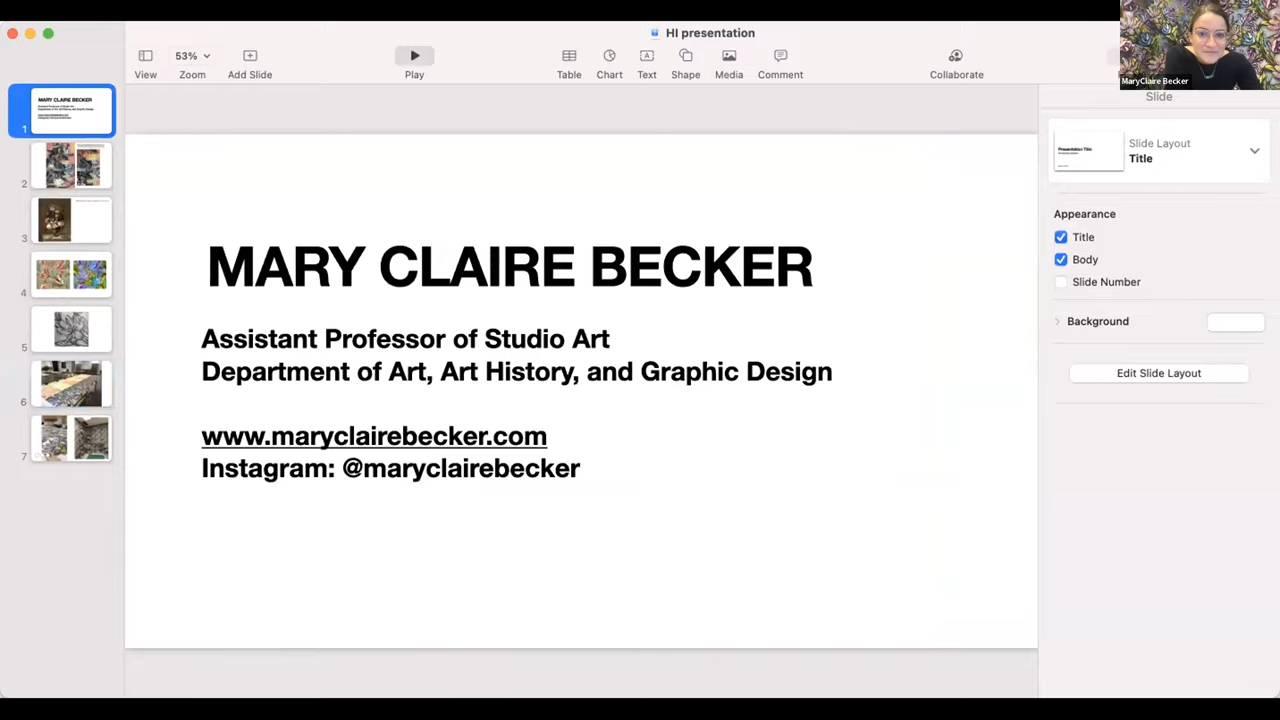 HI presentation
53%
View
Zoom
Add Slide
Play
Table
Chart
Text
Shape
Media
Comment
Collaborate
MaryClaire Becker
Slide
1
2
3
4
5
6
7
MARY CLAIRE BECKER
Assistant Professor of Studio Art
Department of Art, Art History, and Graphic Design
www.maryclairebecker.com
Instagram: @maryclairebecker
Presentation Title
Slide Layout
Title
Appearance
Title
Body
Slide Number
Background
Edit Slide Layout